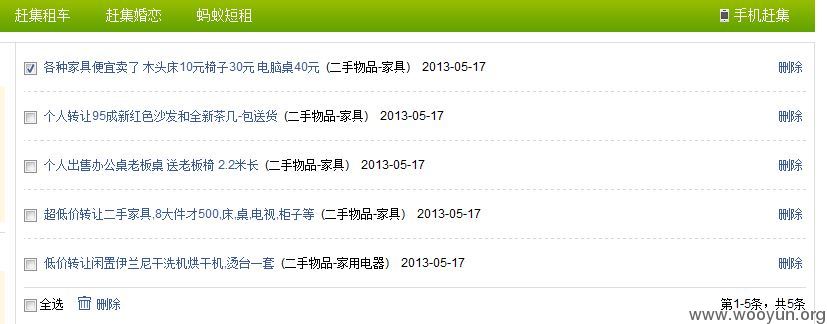 赶集租车 赶集婚恋 蚂蚁短租 手机赶集
各种家具便宜卖了 木头床10元椅子30元 电脑桌40元 (二手物品-家具) 2013-05-17 删除
个人转让95成新红色沙发和全新茶几-包送货 (二手物品-家具) 2013-05-17 删除
个人出售办公桌老板桌 送老板椅 2.2米长 (二手物品-家具) 2013-05-17 删除
超低价转让二手家具,8大件才500,床,桌,电视,柜子等 (二手物品-家具) 2013-05-17 删除
低价转让闲置伊兰尼干洗机烘干机,烫台一套 (二手物品-家用电器) 2013-05-17 删除
全选 删除 第1-5条，共5条
www.wooyun.org